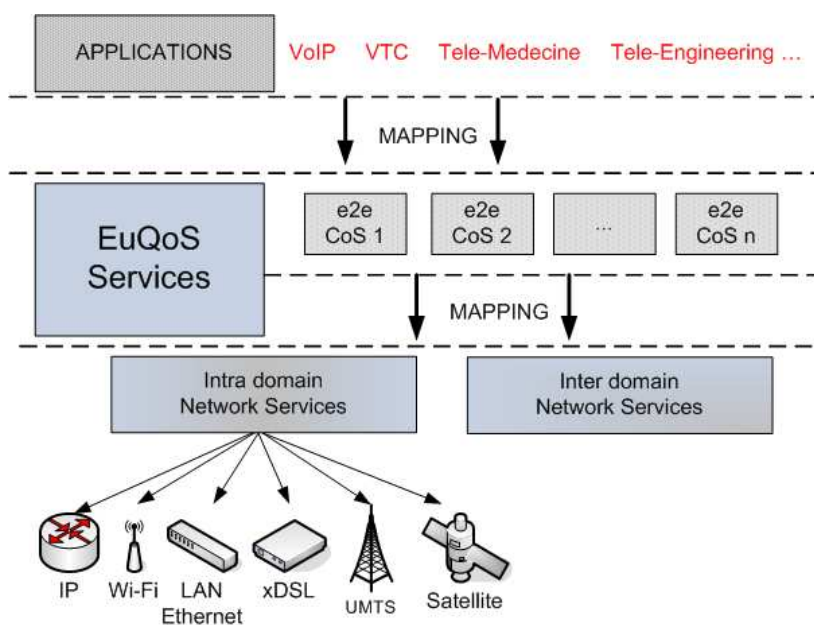 APPLICATIONS VoIP VTC Tele-Medecine Tele-Engineering ...
MAPPING
EuQoS
Services
e2e
CoS 1
e2e
CoS 2
...
e2e
CoS n
MAPPING
Intra domain
Network Services
Inter domain
Network Services
IP
Wi-Fi
LAN
Ethernet
xDSL
UMTS
Satellite